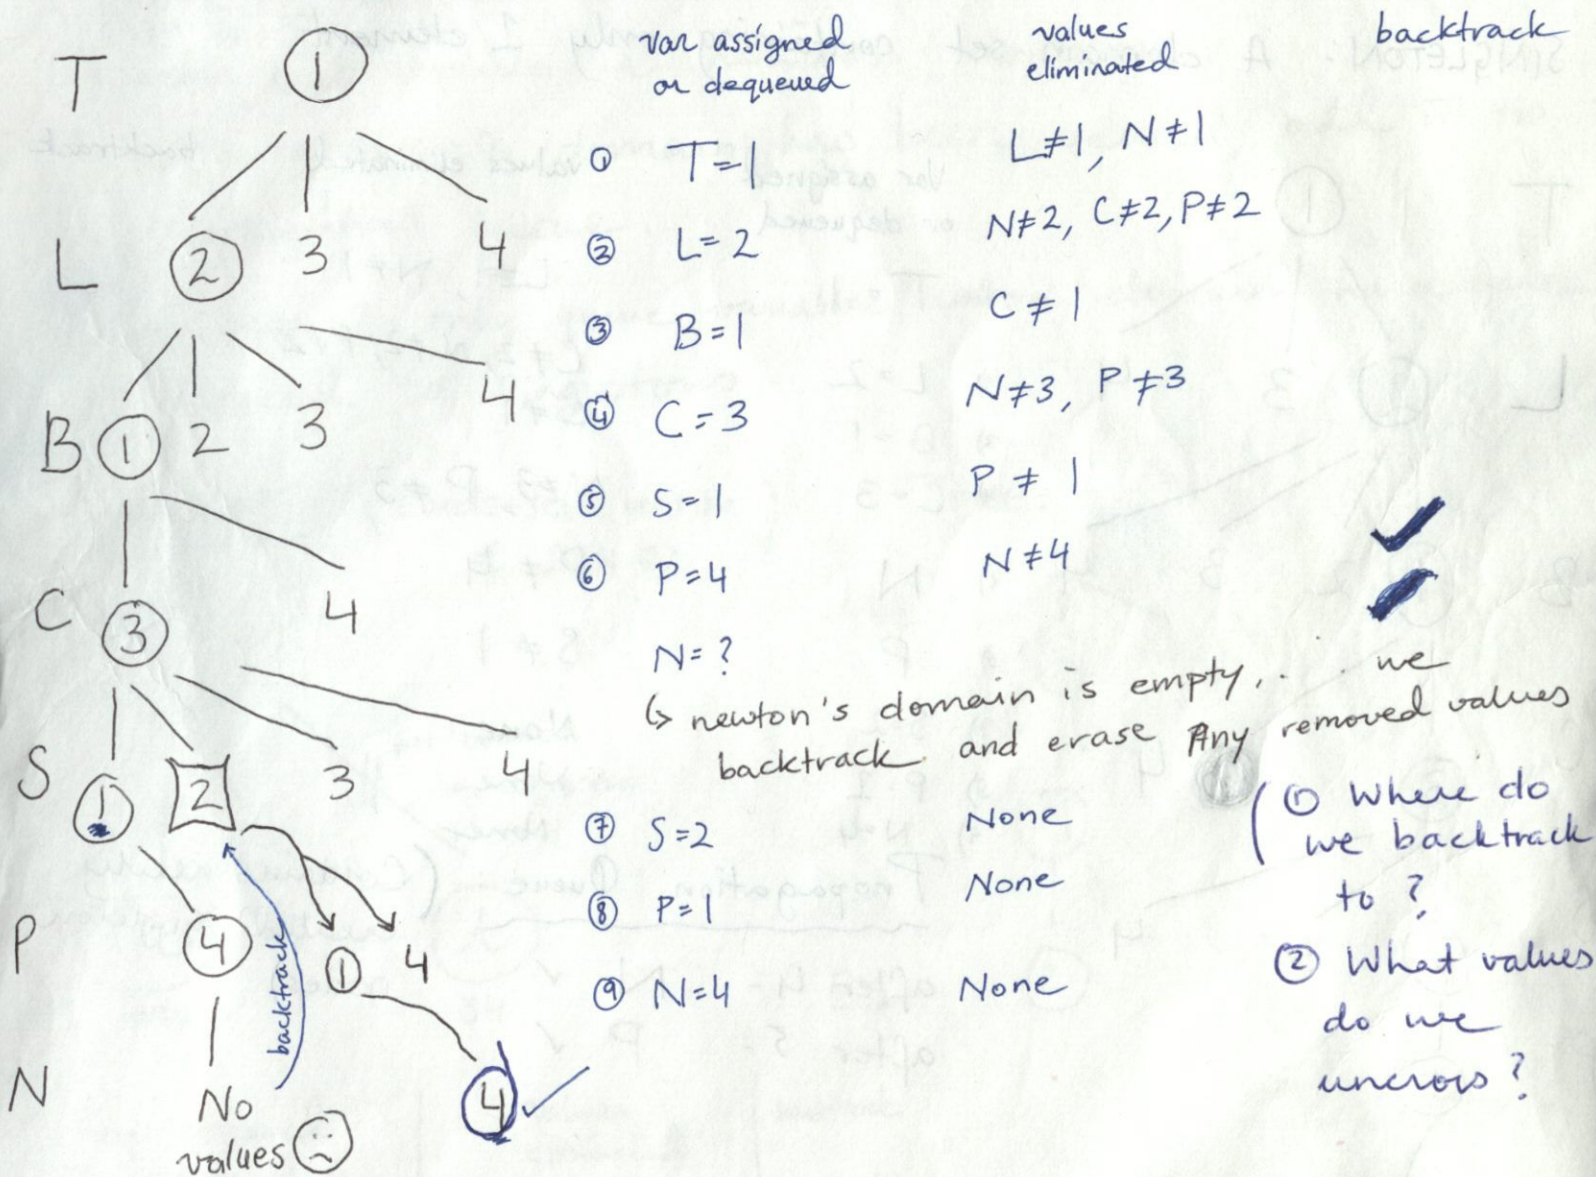 var assigned or dequeued
values eliminated
backtrack
T 1
① T=1 L≠1, N≠1
L 2 3 4
② L=2 N≠2, C≠2, P≠2
B 1 2 3 4
③ B=1 C≠1
④ C=3 N≠3, P≠3
C 3 4
⑤ S=1 P≠1
⑥ P=4 N≠4 ✓
N=?
↳ newton's domain is empty,.. we
backtrack and erase Any removed values
S 1 2 3 4
⑦ S=2 None
P 4 1 4
⑧ P=1 None
⑨ N=4 None
backtrack
N No values 4 ✓
① Where do
we backtrack
to?
② What values
do we
uncross?